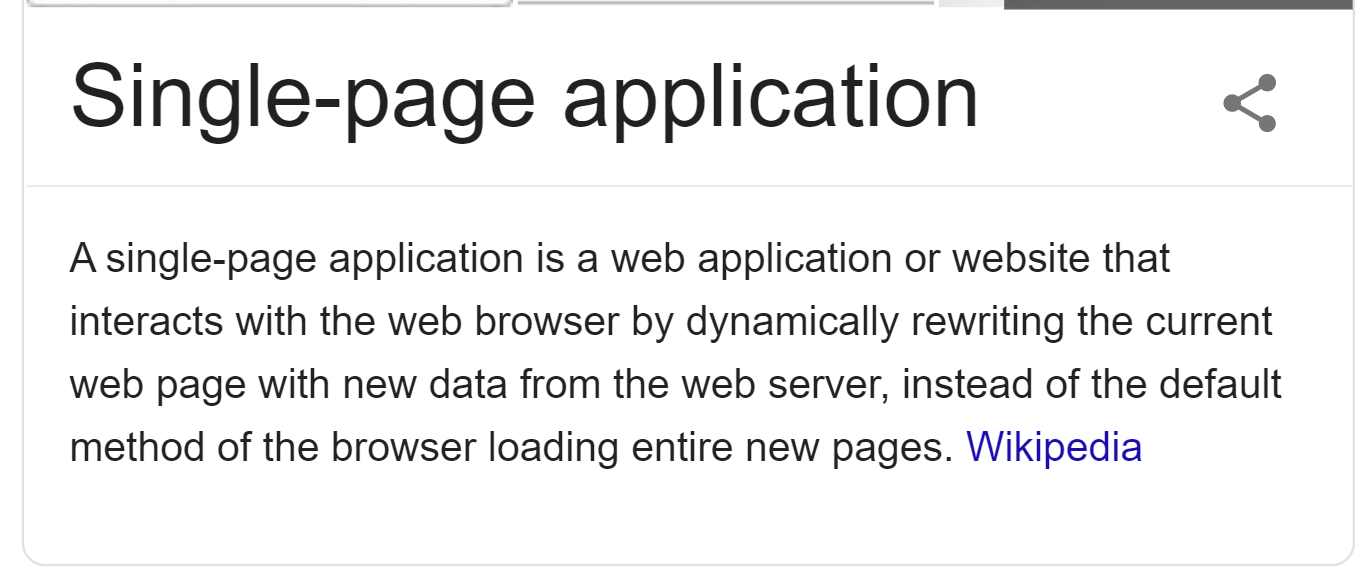 Single-page application
A single-page application is a web application or website that
interacts with the web browser by dynamically rewriting the current
web page with new data from the web server, instead of the default
method of the browser loading entire new pages. Wikipedia